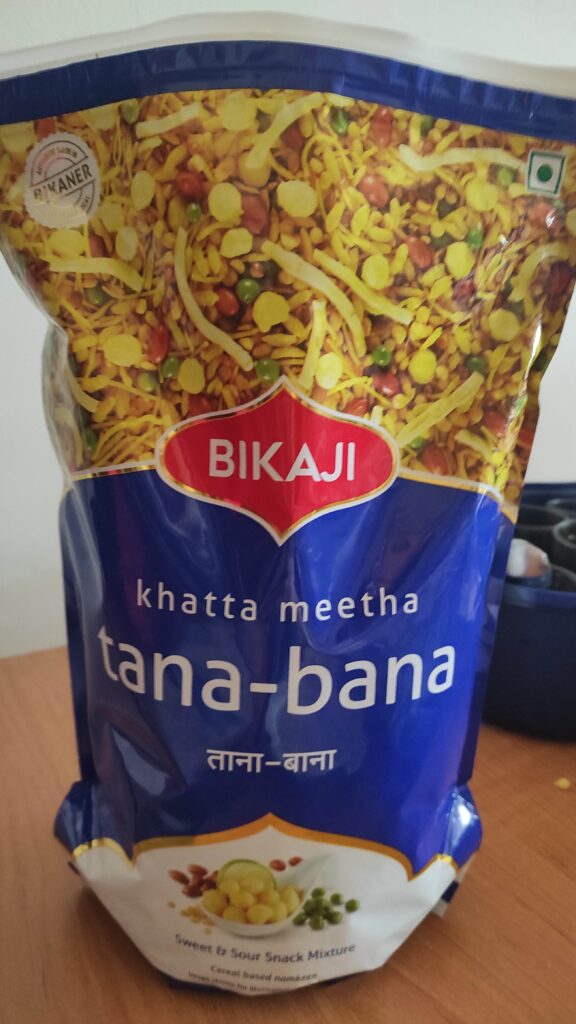 BIKANER
BIKAJI
khatta meetha
tana-bana
ताना–बाना
Sweet & Sour Snack Mixture
Cereal based namkeen